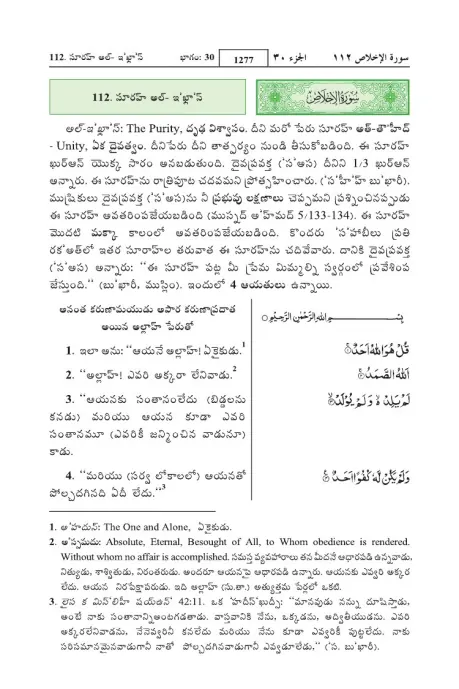 112. సూరహ్ అల్-ఇ'ఖ్లా'స్ భాగం: 30 1277 الجزء ٣٠ سورة الإخلاص ١١٢
112. సూరహ్ అల్- ఇ'ఖ్లా'స్
سُورَةُ الإِخْلَاصِ
అల్-ఇ'ఖ్లా'స్: The Purity, దృఢ విశ్వాసం. దీని మరో పేరు సూరహ్ అత్-తౌ'హీద్
- Unity, ఏక దైవత్వం. దీనిపేరు దీని తాత్పర్యం నుండి తీసుకోబడింది. ఈ సూరహ్
ఖుర్ఆన్ యొక్క సారం అనబడుతుంది. దైవప్రవక్త ('స'అస) దీనిని 1/3 ఖుర్ఆన్
అన్నారు. ఈ సూరహ్‌ను రాత్రిపూట చదవమని ప్రోత్సహించారు. ('స'హీ'హ్ బు'ఖారీ).
ముష్రికులు దైవప్రవక్త ('స'అస)ను నీ ప్రభువు లక్షణాలు చెప్పమని ప్రశ్నించినప్పుడు
ఈ సూరహ్ అవతరింపజేయబడింది (ముస్నద్ అ'హ్మద్ 5/133-134). ఈ సూరహ్
మొదటి మక్కా కాలంలో అవతరింపజేయబడింది. కొందరు 'స'హాబీలు ప్రతి
రక'అత్‌లో ఇతర సూరాహ్‌ల తరువాత ఈ సూరహ్‌ను చదివేవారు. దానికి దైవప్రవక్త
('స'అస) అన్నారు: "ఈ సూరహ్ పట్ల మీ ప్రేమ మిమ్మల్ని స్వర్గంలో ప్రవేశింప
జేస్తుంది." (బు'ఖారీ, ముస్లిం). ఇందులో 4 ఆయతులు ఉన్నాయి.
అనంత కరుణామయుడు అపార కరుణాప్రదాత
అయిన అల్లాహ్ పేరుతో
بِسْمِ اللهِ الرَّحْمٰنِ الرَّحِيْمِ
1. ఇలా అను: "ఆయనే అల్లాహ్! ఏకైకుడు.1
قُلْ هُوَ اللهُ اَحَدٌ
2. "అల్లాహ్! ఎవరి అక్కరా లేనివాడు.2
اَللهُ الصَّمَدُ
3. "ఆయనకు సంతానంలేదు (బిడ్డలను
కనడు) మరియు ఆయన కూడా ఎవరి
సంతానమూ (ఎవరికీ జన్మించిన వాడునూ)
కాడు.
لَمْ يَلِدْ ۙ وَلَمْ يُوْلَدْ
4. "మరియు (సర్వ లోకాలలో) ఆయనతో
పోల్చదగినది ఏదీ లేదు."3
وَلَمْ يَكُنْ لَّهٗ كُفُوًا اَحَدٌ
1. అ'హదున్: The One and Alone, ఏకైకుడు.
2. అ'స్సమదు: Absolute, Eternal, Besought of All, to Whom obedience is rendered.
Without whom no affair is accomplished. సమస్త వ్యవహారాలు తన మీదనే ఆధారపడి ఉన్నవాడు,
నిత్యుడు, శాశ్వితుడు, నిరంతరుడు. అందరూ ఆయనపై ఆధారపడి ఉన్నారు. ఆయనకు ఎవ్వరి అక్కర
లేదు. ఆయన నిరపేక్షాపరుడు. ఇది అల్లాహ్ (సు.తా.) అత్యుత్తమ పేర్లలో ఒకటి.
3. లైస క మిస్'లిహీ షయ్ఉన్' 42:11. ఒక 'హదీస్'ఖుద్సీ: "మానవుడు నన్ను దూషిస్తాడు,
అంటే నాకు సంతానాన్నిఅంటగడతాడు. వాస్తవానికి నేను, ఒక్కడను, అద్వితీయుడను. ఎవరి
అక్కరలేనివాడను, నేనెవ్వరినీ కనలేదు మరియు నేను కూడా ఎవ్వరికీ పుట్టలేదు. నాకు
సరిసమానమైనవాడుగానీ నాతో పోల్చదగినవాడుగానీ ఎవ్వడూలేడు," ('స. బు'ఖారీ).